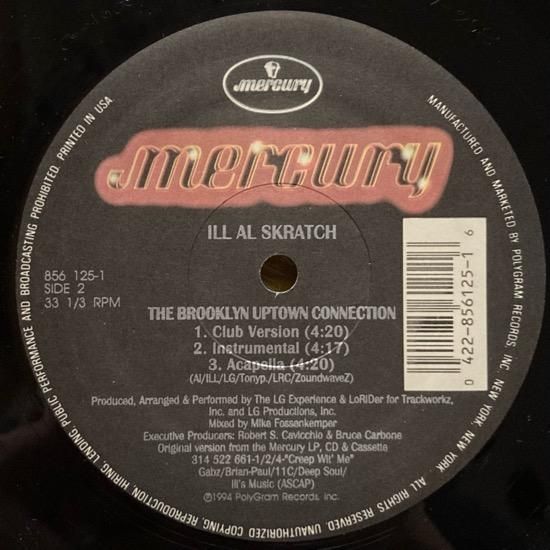 mercury
mercury
ILL AL SKRATCH
856 125-1
SIDE 2
33 1/3 RPM
0 422-856125-1 6
THE BROOKLYN UPTOWN CONNECTION
1. Club Version (4:20)
2. Instrumental (4:17)
3. Acapella (4:20)
(Al/ILL/LG/Tonyp./LRC/ZoundwaveZ)
Produced, Arranged & Performed by The LG Experience & LoRiDer for Trackworkz,
Inc. and LG Productions, Inc.
Mixed by Mike Fossenkemper
Executive Producers: Robert S. Cavicchio & Bruce Carbone
Original version from the Mercury LP, CD & Cassette
314 522 661-1/2/4-"Creep Wit' Me"
Gabz/Brian-Paul/11C/Deep Soul/
Ill's Music (ASCAP)
©1994 PolyGram Records, Inc.
MANUFACTURED AND MARKETED BY POLYGRAM RECORDS, INC. NEW YORK, NEW YORK. ALL RIGHTS RESERVED. UNAUTHORIZED COPYING, REPRODUCTION, HIRING, LENDING, PUBLIC PERFORMANCE AND BROADCASTING PROHIBITED. PRINTED IN USA